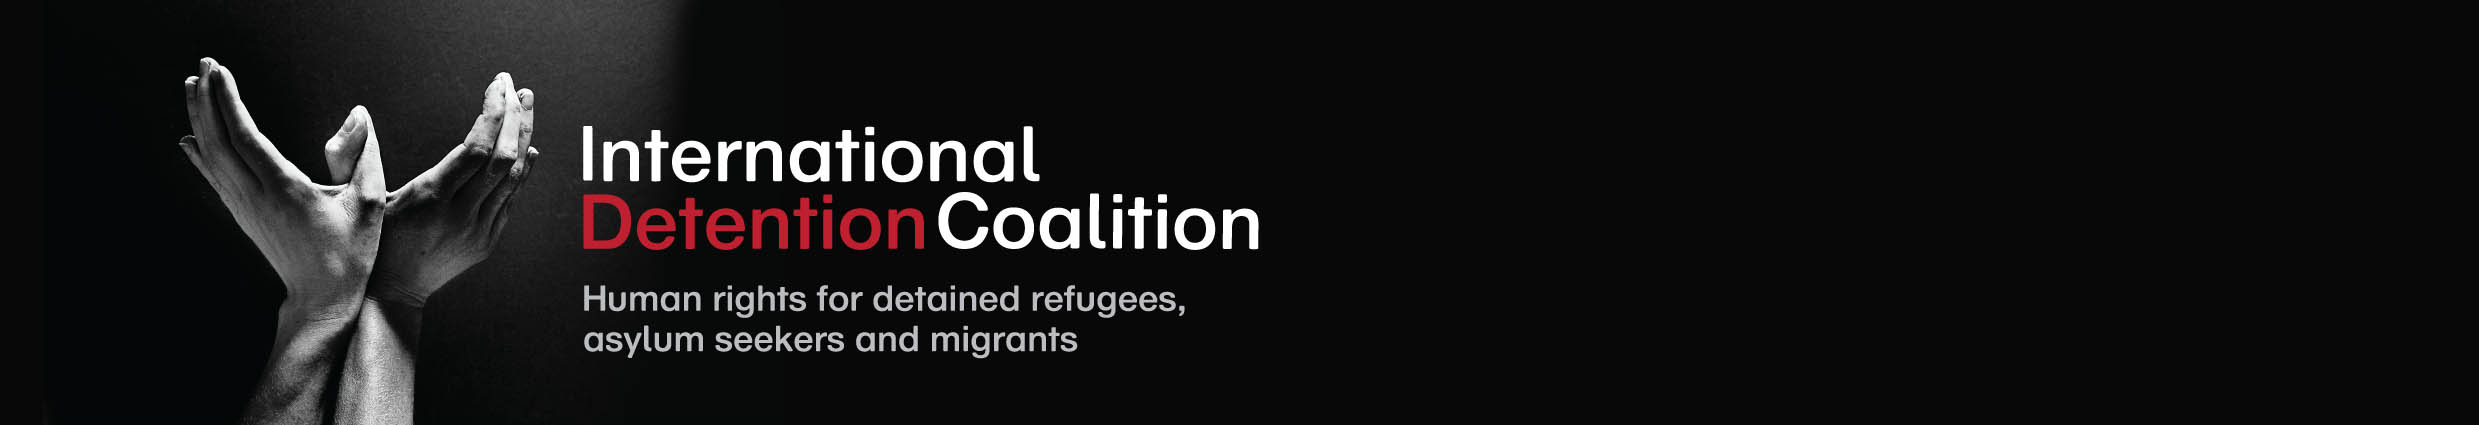 International
Detention Coalition
Human rights for detained refugees,
asylum seekers and migrants